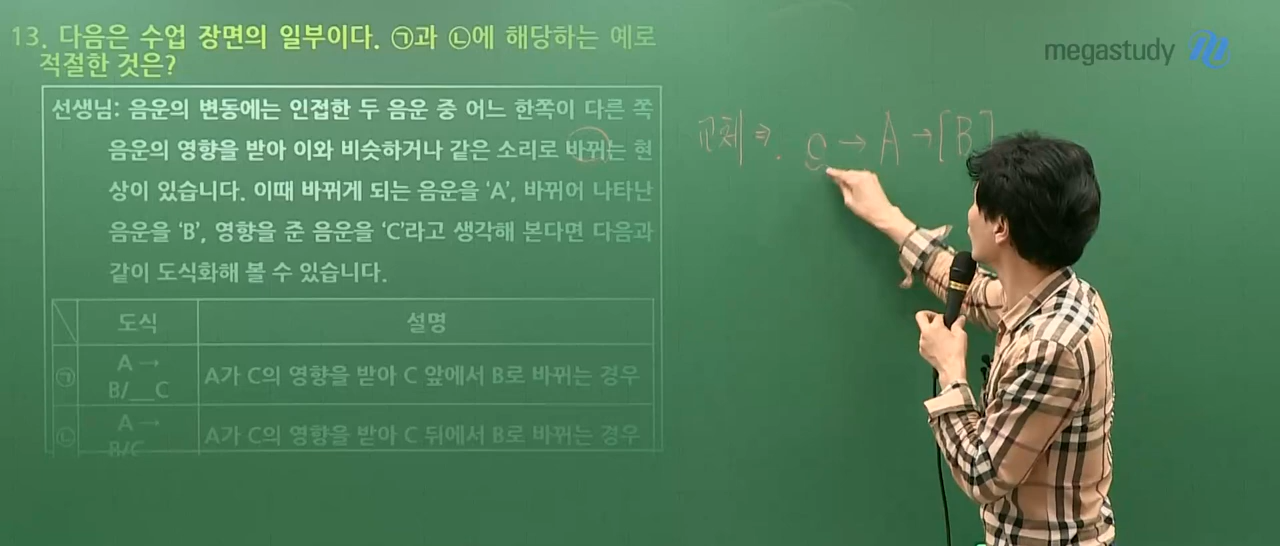 13. 다음은 수업 장면의 일부이다. ㉠과 ㉡에 해당하는 예로
적절한 것은?
megastudy
선생님: 음운의 변동에는 인접한 두 음운 중 어느 한쪽이 다른 쪽
음운의 영향을 받아 이와 비슷하거나 같은 소리로 바뀌는 현
상이 있습니다. 이때 바뀌게 되는 음운을 ‘A’, 바뀌어 나타난
음운을 ‘B’, 영향을 준 음운을 ‘C’라고 생각해 본다면 다음과
같이 도식화해 볼 수 있습니다.
도식 설명
㉠ A → B/__C A가 C의 영향을 받아 C 앞에서 B로 바뀌는 경우
㉡ A → B/C A가 C의 영향을 받아 C 뒤에서 B로 바뀌는 경우
교체 ⇒. C → A → [B]